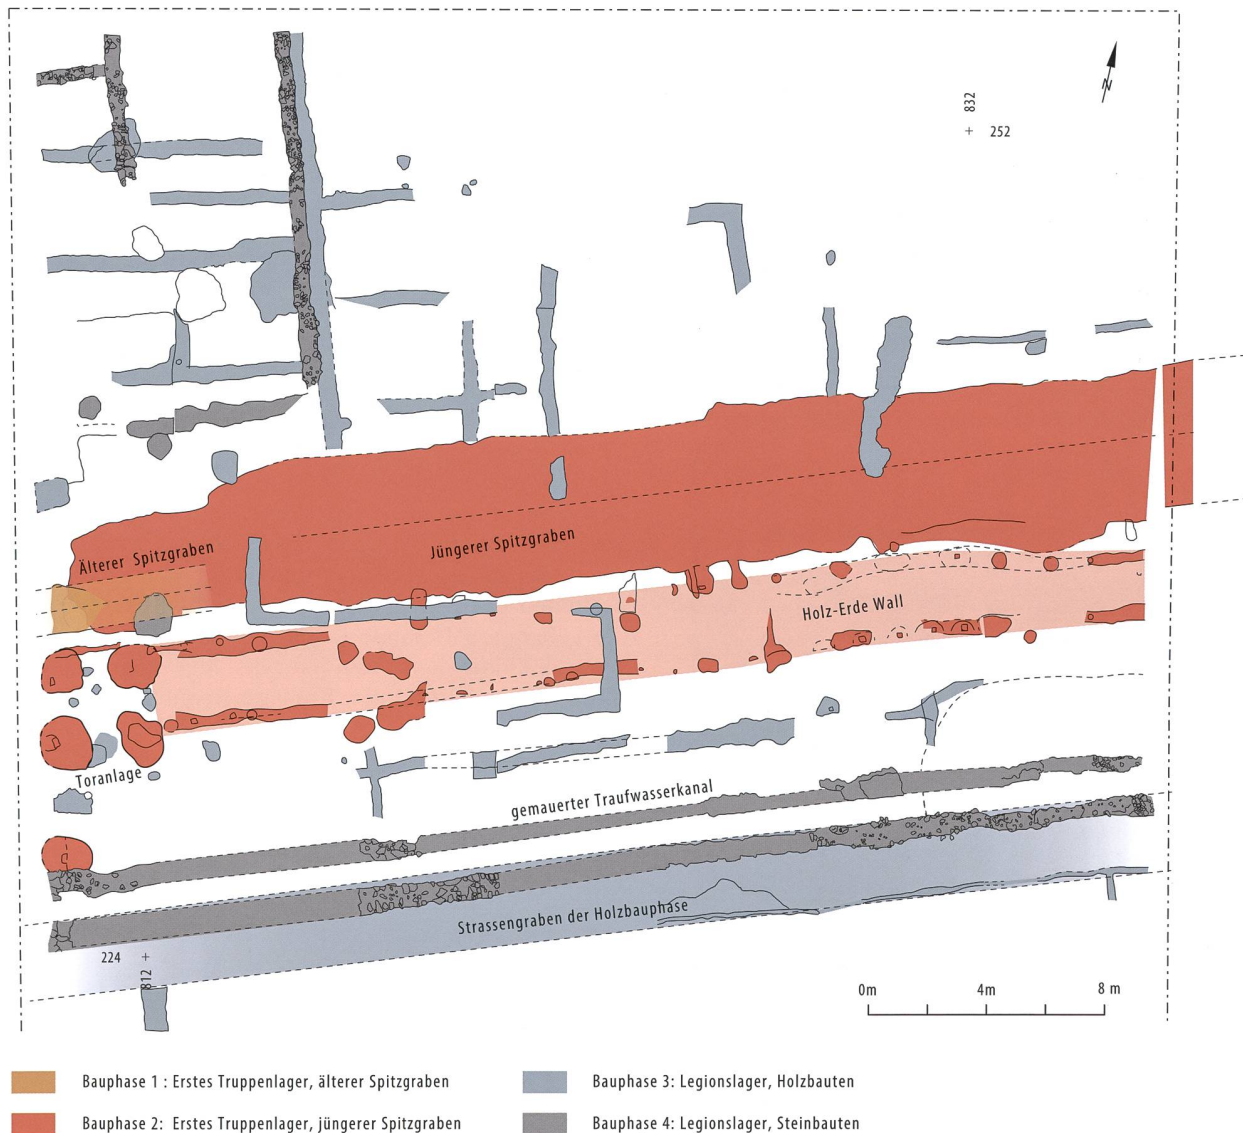 N
832
252
Älterer Spitzgraben
Jüngerer Spitzgraben
Holz-Erde Wall
Toranlage
gemauerter Traufwasserkanal
Strassengraben der Holzbauphase
224
812
0m 4m 8 m
Bauphase 1 : Erstes Truppenlager, älterer Spitzgraben
Bauphase 2: Erstes Truppenlager, jüngerer Spitzgraben
Bauphase 3: Legionslager, Holzbauten
Bauphase 4: Legionslager, Steinbauten